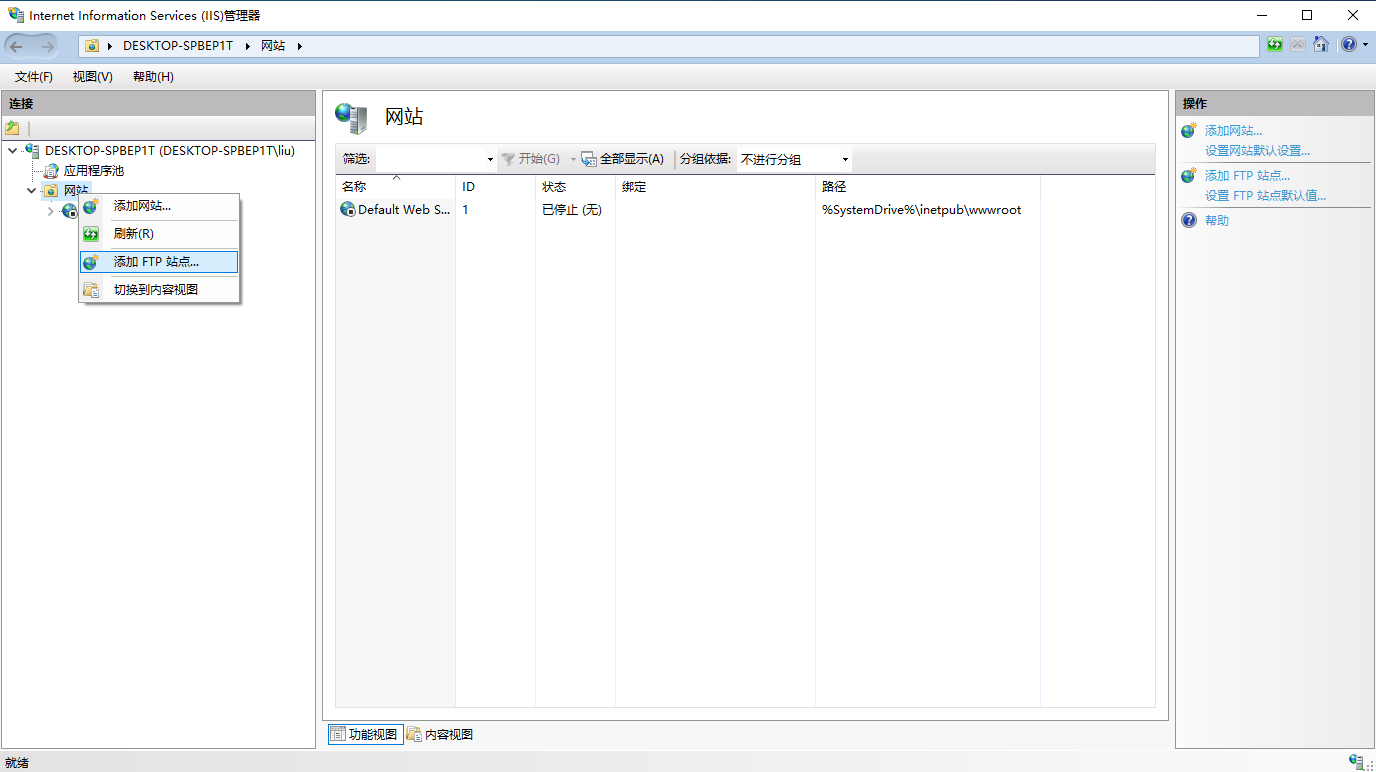 Internet Information Services (IIS)管理器
DESKTOP-SPBEP1T 网站
文件(F) 视图(V) 帮助(H)
连接
DESKTOP-SPBEP1T (DESKTOP-SPBEP1T\liu)
应用程序池
网站
添加网站...
刷新(R)
添加 FTP 站点...
切换到内容视图
网站
筛选: 开始(G) 全部显示(A) 分组依据: 不进行分组
名称 ID 状态 绑定 路径
Default Web S... 1 已停止 (无) %SystemDrive%\inetpub\wwwroot
功能视图 内容视图
操作
添加网站...
设置网站默认设置...
添加 FTP 站点...
设置 FTP 站点默认值...
帮助
就绪